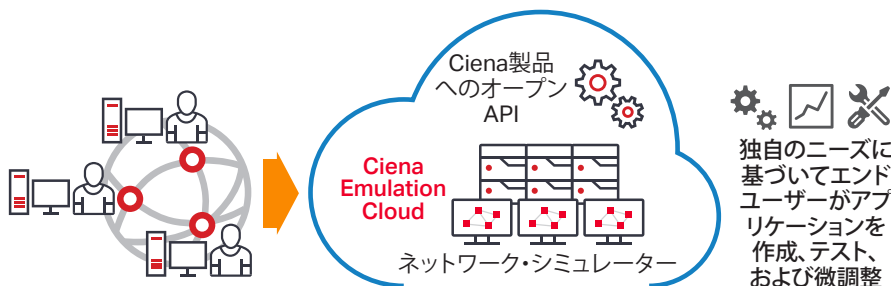 Ciena製品
へのオープン
API
Ciena
Emulation
Cloud
ネットワーク・シミュレーター
独自のニーズに
基づいてエンド
ユーザーがアプ
リケーションを
作成、テスト、
および微調整